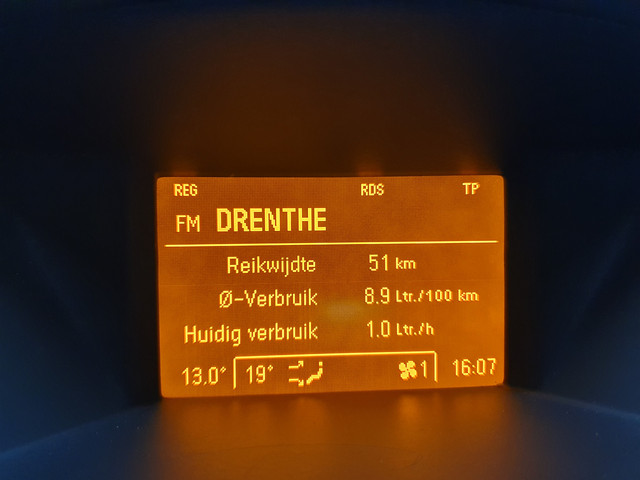 REG RDS TP
FM DRENTHE
Reikwijdte 51 km
Ø-Verbruik 8.9 Ltr./100 km
Huidig verbruik 1.0 Ltr./h
13.0° 19° 1 16:07